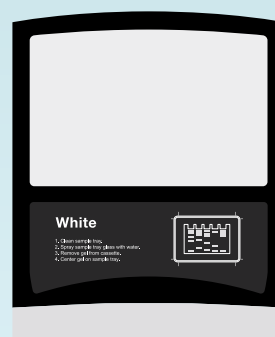 White
1. Clean sample tray.
2. Spray sample tray glass with water.
3. Remove gel from cassette.
4. Center gel on sample tray.